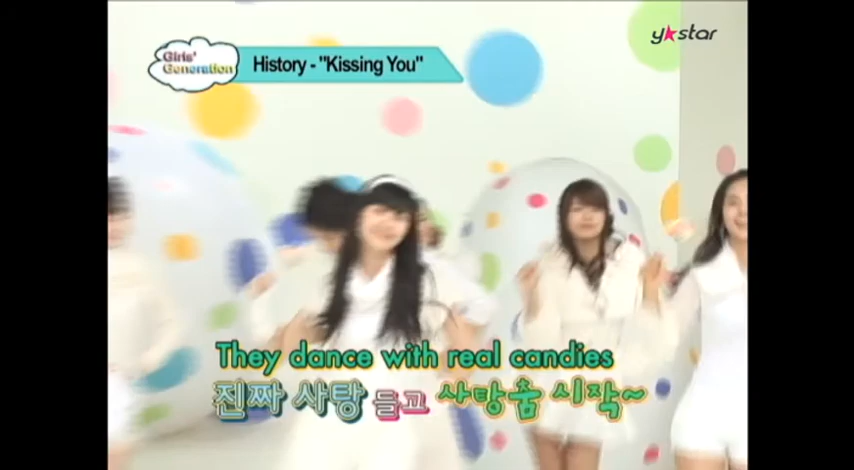 y★star
Girls'
Generation
History - "Kissing You"
They dance with real candies
진짜 사탕 들고 사탕춤 시작~